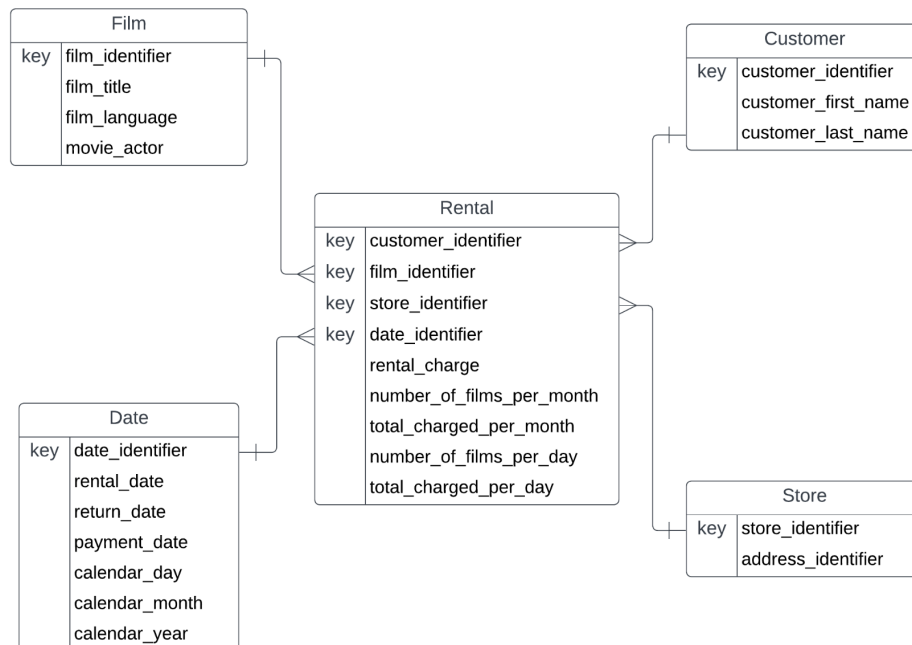 Film
key film_identifier
film_title
film_language
movie_actor
Customer
key customer_identifier
customer_first_name
customer_last_name
Rental
key customer_identifier
key film_identifier
key store_identifier
key date_identifier
rental_charge
number_of_films_per_month
total_charged_per_month
number_of_films_per_day
total_charged_per_day
Date
key date_identifier
rental_date
return_date
payment_date
calendar_day
calendar_month
calendar_year
Store
key store_identifier
address_identifier